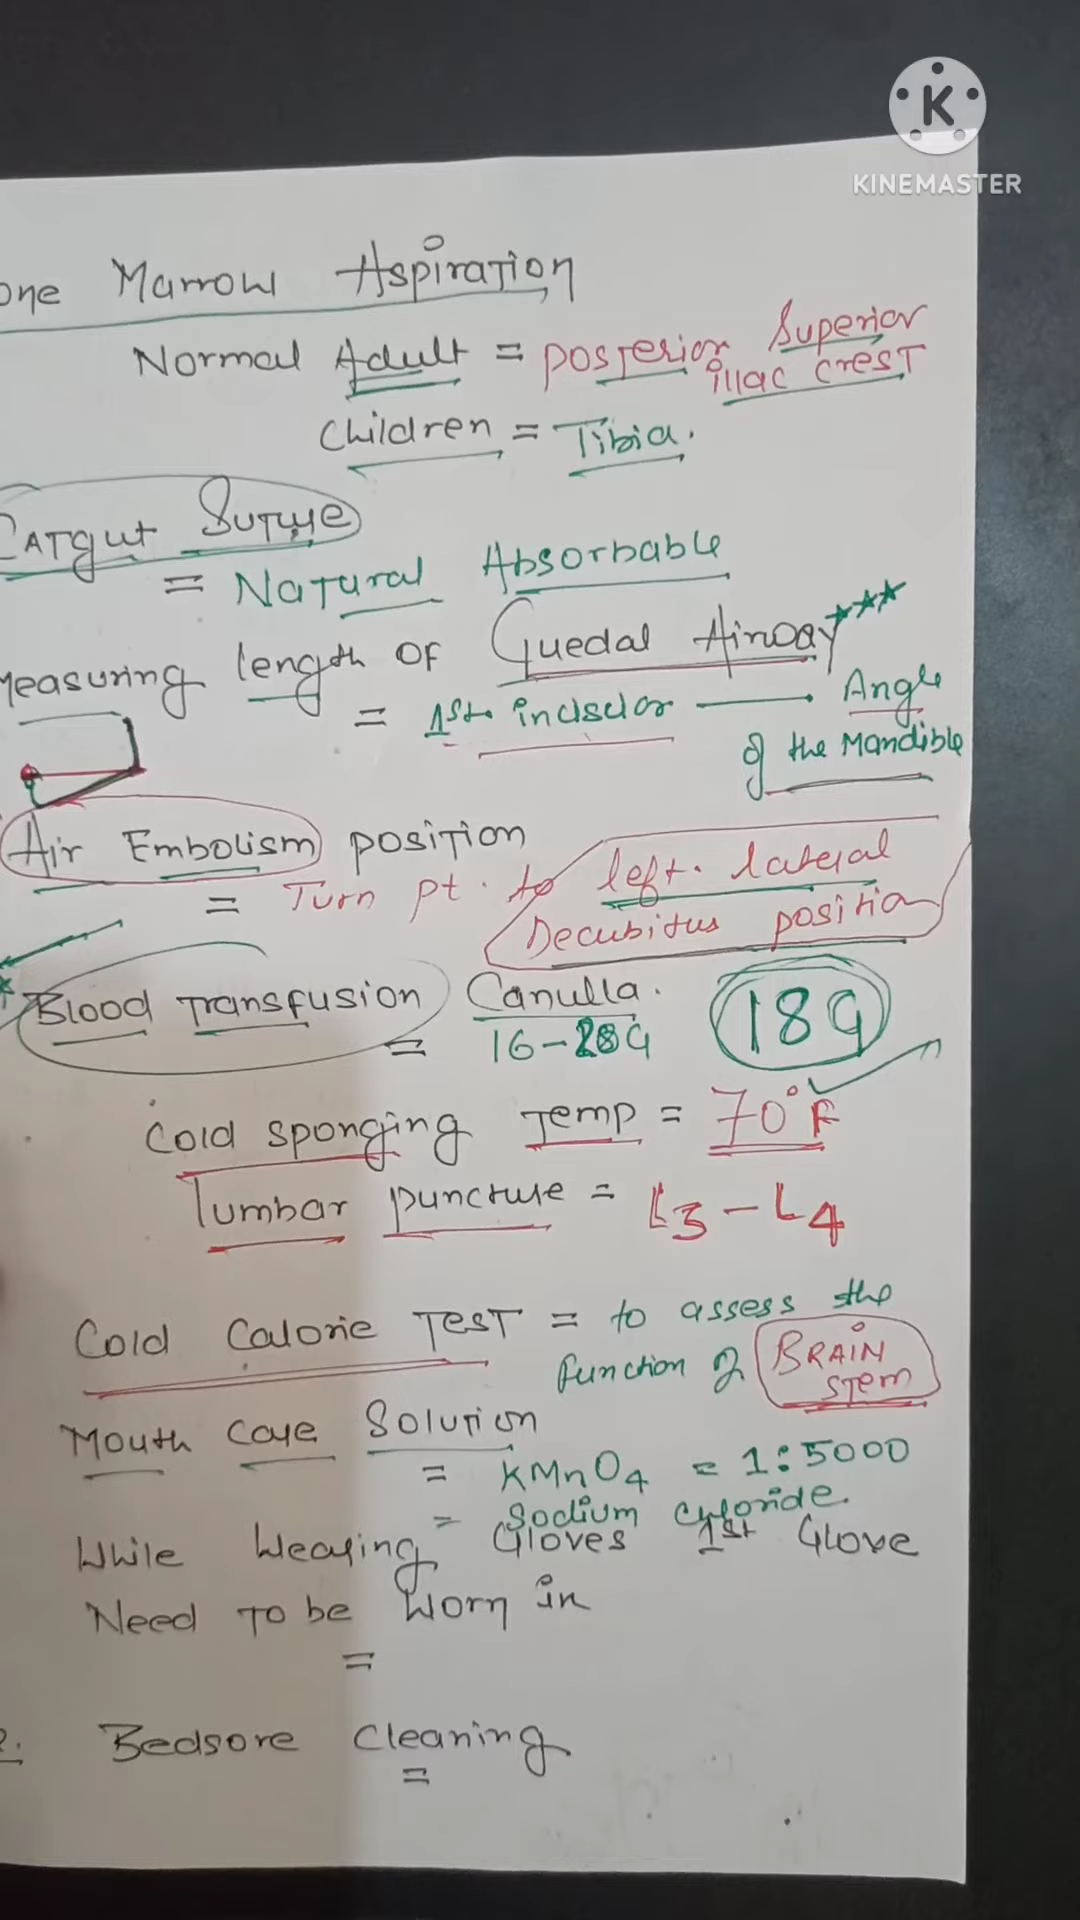 K
KINEMASTER
one Marrow Aspiration
Normal Adult = Posterior Superior
illac crest
Children = Tibia.
Catgut Suture
= Natural Absorbable
Measuring length of Guedal Airway ***
= 1st incisior — Angle
of the Mandible
Air Embolism position
= Turn pt. to left. lateral
Decubitus position
Blood Transfusion Canulla. 18G
= 16-G
Cold sponging Temp = 70°F
lumbar puncture = L3-L4
Cold Calorie Test = to assess the
function of BRAIN
STEM
Mouth care Solution
= KMnO4 = 1:5000
= Sodium chloride.
While Wearing Gloves 1st Glove
Need To be Worn in
=
Bedsore Cleaning
=